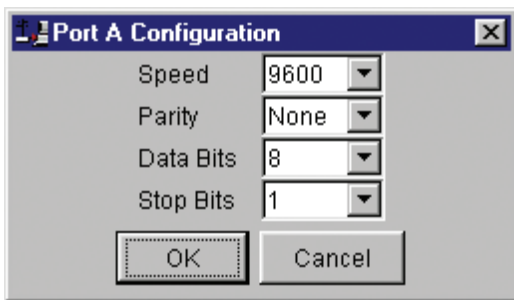 Port A Configuration
Speed 9600
Parity None
Data Bits 8
Stop Bits 1
OK Cancel